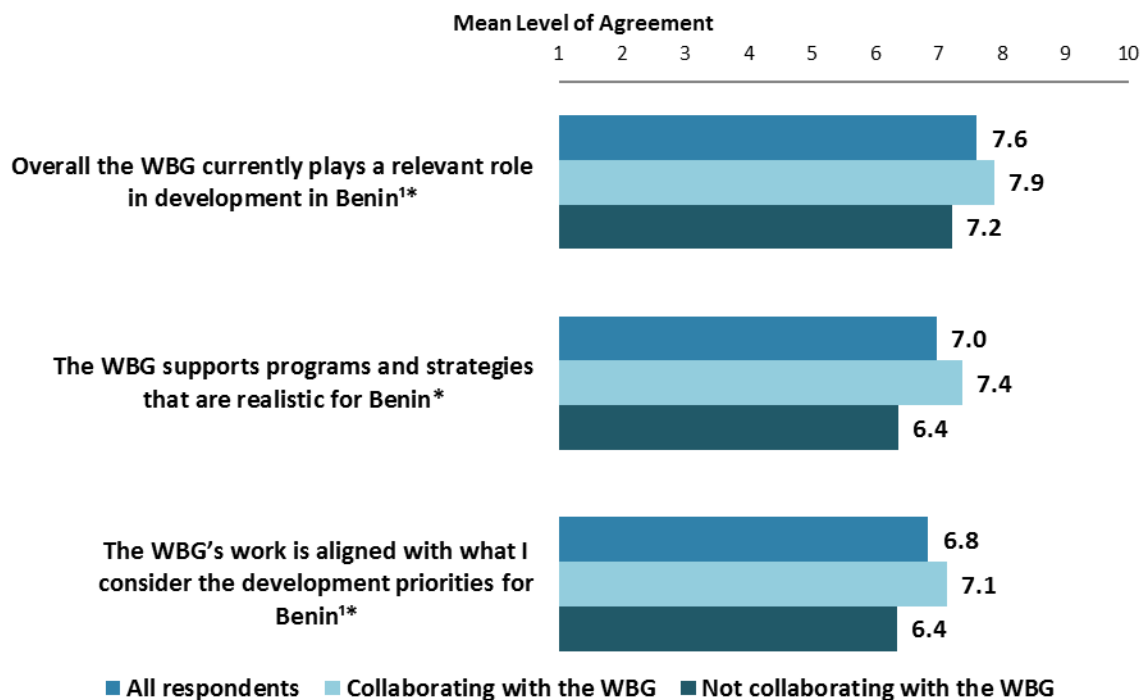 Mean Level of Agreement
1 2 3 4 5 6 7 8 9 10
Overall the WBG currently plays a relevant role
in development in Benin¹*
7.6
7.9
7.2
The WBG supports programs and strategies
that are realistic for Benin*
7.0
7.4
6.4
The WBG’s work is aligned with what I
consider the development priorities for
Benin¹*
6.8
7.1
6.4
All respondents Collaborating with the WBG Not collaborating with the WBG